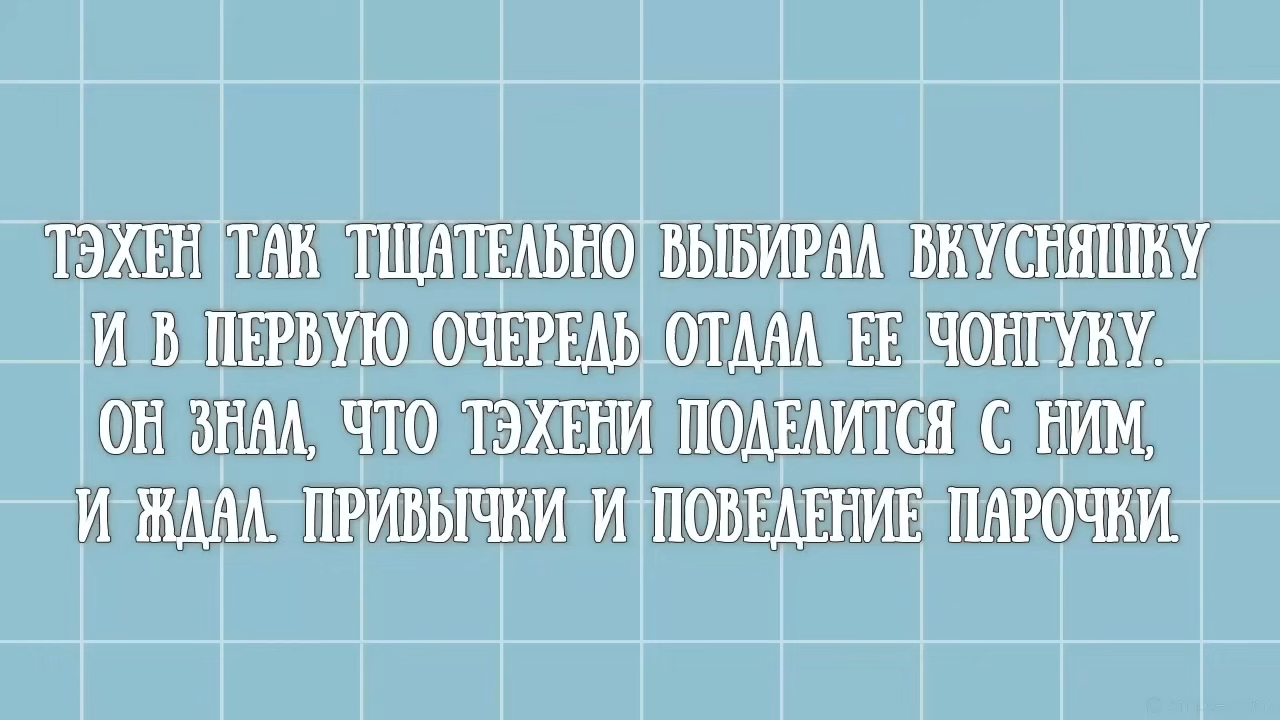 ТЭХЕН ТАК ТЩАТЕЛЬНО ВЫБИРАЛ ВКУСНЯШКУ
И В ПЕРВУЮ ОЧЕРЕДЬ ОТДАЛ ЕЕ ЧОНГУКУ.
ОН ЗНАЛ, ЧТО ТЭХЕНИ ПОДЕЛИТСЯ С НИМ,
И ЖДАЛ. ПРИВЫЧКИ И ПОВЕДЕНИЕ ПАРОЧКИ.